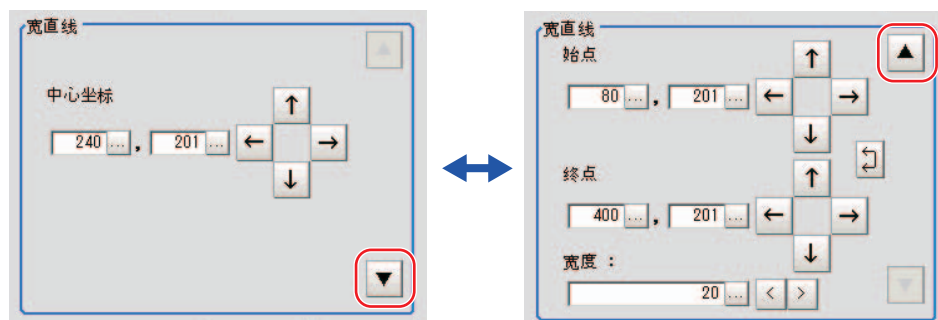 宽直线
中心坐标
240 ... , 201 ...
宽直线
始点
80 ... , 201 ...
终点
400 ... , 201 ...
宽度 :
20 ... < >